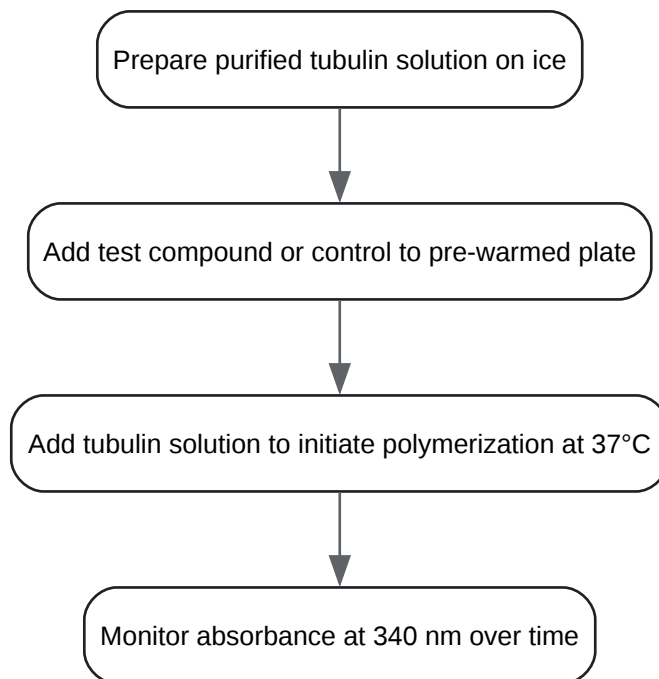 Prepare purified tubulin solution on ice
Add test compound or control to pre-warmed plate
Add tubulin solution to initiate polymerization at 37°C
Monitor absorbance at 340 nm over time